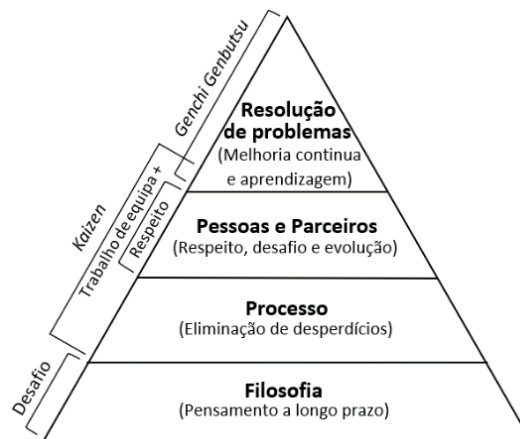 Genchi Genbutsu
Kaizen
Trabalho de equipa +
Respeito
Desafio
Resolução
de problemas
(Melhoria continua
e aprendizagem)
Pessoas e Parceiros
(Respeito, desafio e evolução)
Processo
(Eliminação de desperdícios)
Filosofia
(Pensamento a longo prazo)